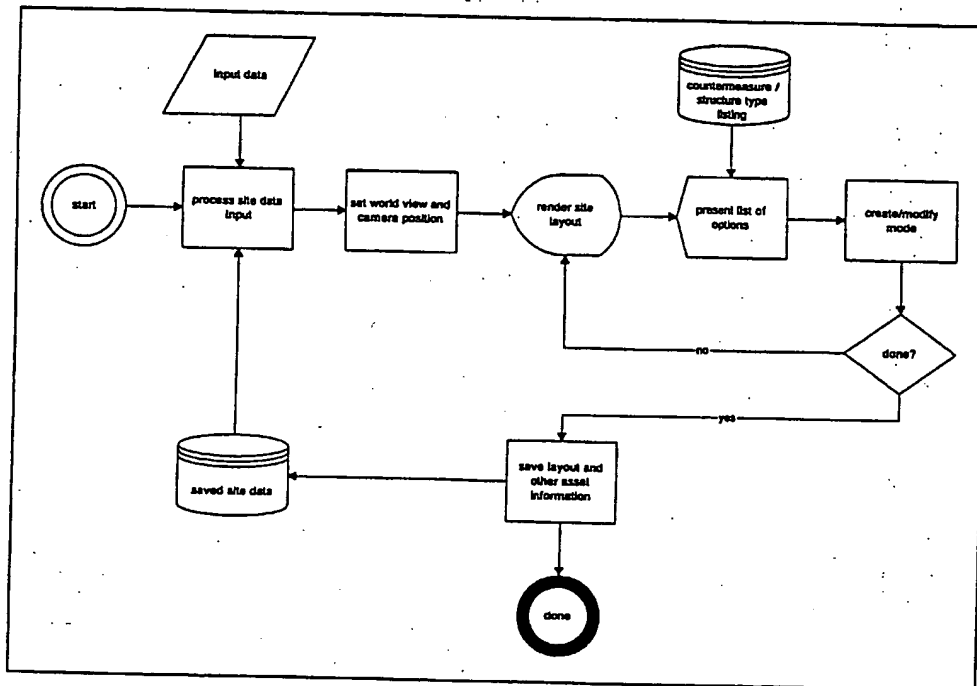 input data
countermeasure /
structure type
listing
start
process site data
input
set world view and
camera position
render site
layout
present list of
options
create/modify
mode
no
done?
yes
saved site data
save layout and
other asset
information
done